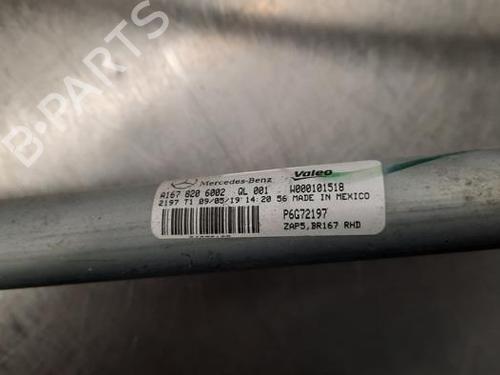 B-PARTS
Mercedes-Benz Valeo
A167 820 6002 QL 001 W000101518
2197 T1 09/05/19 14:20 56 MADE IN MEXICO
P6G72197
ZAP5,BR167 RHD